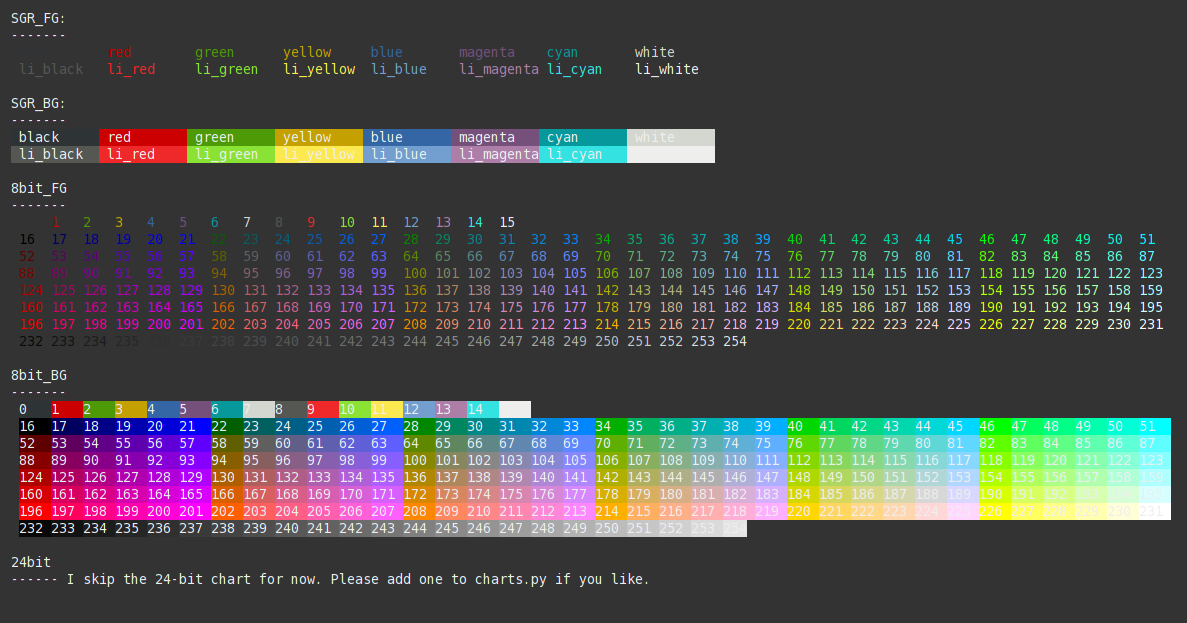 SGR_FG:
-------
red green yellow blue magenta cyan white
li_black li_red li_green li_yellow li_blue li_magenta li_cyan li_white
SGR_BG:
-------
black red green yellow blue magenta cyan white
li_black li_red li_green li_yellow li_blue li_magenta li_cyan
8bit_FG
-------
1 2 3 4 5 6 7 8 9 10 11 12 13 14 15
16 17 18 19 20 21 22 23 24 25 26 27 28 29 30 31 32 33 34 35 36 37 38 39 40 41 42 43 44 45 46 47 48 49 50 51
52 53 54 55 56 57 58 59 60 61 62 63 64 65 66 67 68 69 70 71 72 73 74 75 76 77 78 79 80 81 82 83 84 85 86 87
88 89 90 91 92 93 94 95 96 97 98 99 100 101 102 103 104 105 106 107 108 109 110 111 112 113 114 115 116 117 118 119 120 121 122 123
124 125 126 127 128 129 130 131 132 133 134 135 136 137 138 139 140 141 142 143 144 145 146 147 148 149 150 151 152 153 154 155 156 157 158 159
160 161 162 163 164 165 166 167 168 169 170 171 172 173 174 175 176 177 178 179 180 181 182 183 184 185 186 187 188 189 190 191 192 193 194 195
196 197 198 199 200 201 202 203 204 205 206 207 208 209 210 211 212 213 214 215 216 217 218 219 220 221 222 223 224 225 226 227 228 229 230 231
232 233 234 235 237 238 239 240 241 242 243 244 245 246 247 248 249 250 251 252 253 254
8bit_BG
-------
0 1 2 3 4 5 6 7 8 9 10 11 12 13 14
16 17 18 19 20 21 22 23 24 25 26 27 28 29 30 31 32 33 34 35 36 37 38 39 40 41 42 43 44 45 46 47 48 49 50 51
52 53 54 55 56 57 58 59 60 61 62 63 64 65 66 67 68 69 70 71 72 73 74 75 76 77 78 79 80 81 82 83 84 85 86 87
88 89 90 91 92 93 94 95 96 97 98 99 100 101 102 103 104 105 106 107 108 109 110 111 112 113 114 115 116 117 118 119 120 121 122 123
124 125 126 127 128 129 130 131 132 133 134 135 136 137 138 139 140 141 142 143 144 145 146 147 148 149 150 151 152 153 154 155 156 157 158 159
160 161 162 163 164 165 166 167 168 169 170 171 172 173 174 175 176 177 178 179 180 181 182 183 184 185 186 187 188 189 190 191 192 193 194 195
196 197 198 199 200 201 202 203 204 205 206 207 208 209 210 211 212 213 214 215 216 217 218 219 220 221 222 223 224 225 226 227 228 229 230 231
232 233 234 235 236 237 238 239 240 241 242 243 244 245 246 247 248 249 250 251 252 253 254
24bit
------ I skip the 24-bit chart for now. Please add one to charts.py if you like.